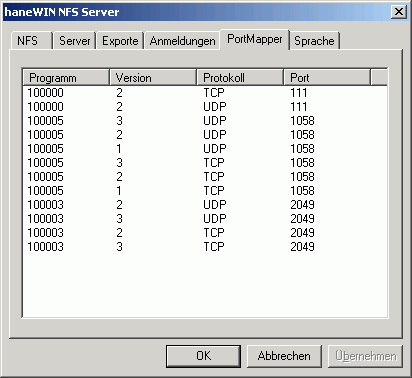 haneWIN NFS Server
NFS Server Exporte Anmeldungen PortMapper Sprache
Programm Version Protokoll Port
100000 2 TCP 111
100000 2 UDP 111
100005 3 UDP 1058
100005 2 UDP 1058
100005 1 UDP 1058
100005 3 TCP 1058
100005 2 TCP 1058
100005 1 TCP 1058
100003 2 UDP 2049
100003 3 UDP 2049
100003 2 TCP 2049
100003 3 TCP 2049
OK Abbrechen Übernehmen